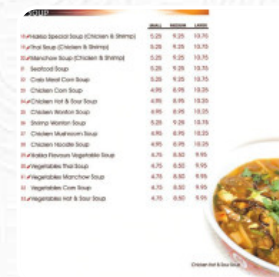 SOUP
SMALL MEDIUM LARGE
Hakka Special Soup (Chicken & Shrimp) 5.25 9.25 13.75
Thai Soup (Chicken & Shrimp) 5.25 9.25 13.75
Manchow Soup (Chicken & Shrimp) 5.25 9.25 13.75
Seafood Soup 5.25 9.25 13.75
Crab Meat Corn Soup 5.25 9.25 13.75
Chicken Corn Soup 4.95 8.95 13.25
Chicken Hot & Sour Soup 4.95 8.95 13.25
Chicken Wonton Soup 4.95 8.95 13.25
Shrimp Wonton Soup 5.25 9.25 13.75
Chicken Mushroom Soup 4.95 8.95 13.25
Chicken Noodle Soup 4.95 8.95 13.25
Hakka Flavours Vegetable Soup 4.75 8.50 9.95
Vegetables Thai Soup 4.75 8.50 9.95
Vegetables Manchow Soup 4.75 8.50 9.95
Vegetables Corn Soup 4.75 8.50 9.95
Vegetables Hot & Sour Soup 4.75 8.50 9.95
Chicken Hot & Sour Soup